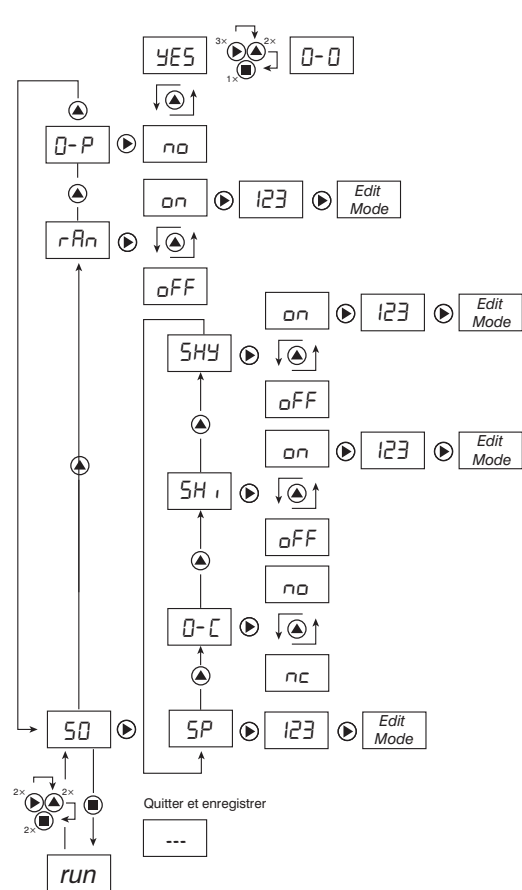 YES
3×
2×
1×
0-0
0-P
no
on
123
Edit
Mode
rAn
oFF
on
123
Edit
Mode
SHY
oFF
on
123
Edit
Mode
SHi
oFF
no
0-C
nc
SO
SP
123
Edit
Mode
2×
2×
2×
Quitter et enregistrer
---
run